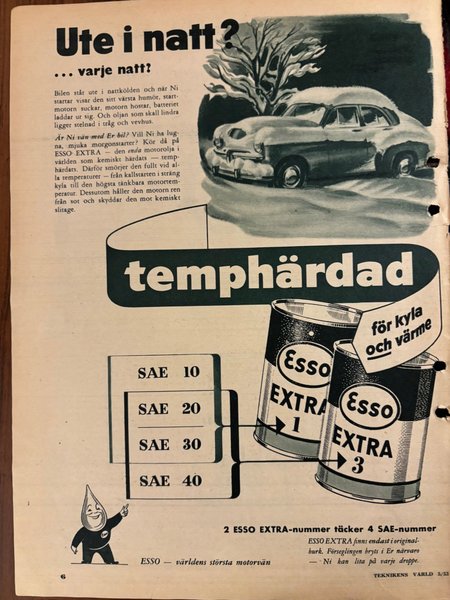 Ute i natt?
... varje natt?
Bilen står ute i nattkölden och när Ni
startar visar den sitt värsta humör, start-
motorn suckar, motorn hostar, batteriet
laddar ur sig. Och oljan som skall lindra
ligger stelnad i tråg och vevhus.
Är Ni vän med Er bil? Vill Ni ha lug-
na, mjuka morgonstarter? Kör då på
ESSO EXTRA – den enda motorolja i
världen som kemiskt härdats — temp-
härdats. Därför smörjer den fullt vid al-
la temperaturer – från kallstarten i sträng
kyla till den högsta tänkbara motortem-
peratur. Dessutom håller den motorn ren
från sot och skyddar den mot kemiskt
slitage.
temphärdad
för kyla
och värme
Esso
EXTRA
1
Esso
EXTRA
3
SAE 10
SAE 20
SAE 30
SAE 40
2 ESSO EXTRA-nummer täcker 4 SAE-nummer
ESSO EXTRA finns endast i original-
burk. Förseglingen bryts i Er närvaro
— Ni kan lita på varje droppe.
Esso
ESSO – världens största motorvän
6
TEKNIKENS VÄRLD 5/53